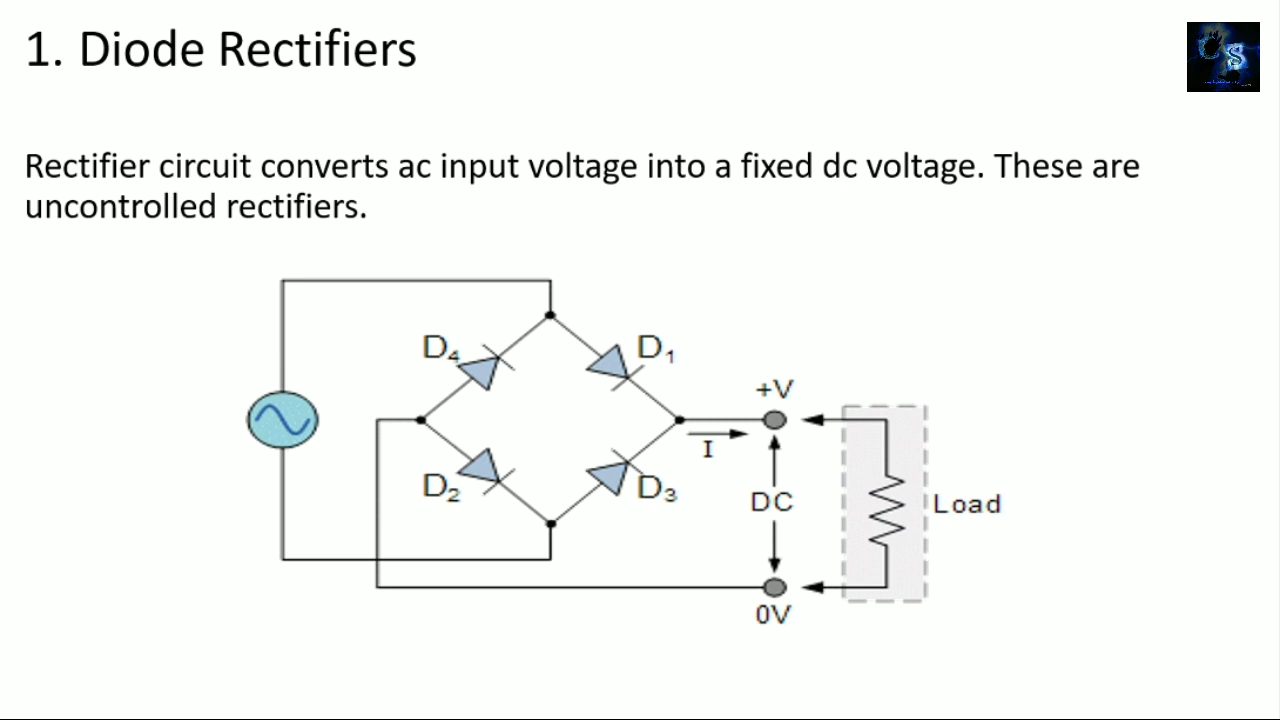 1. Diode Rectifiers
Rectifier circuit converts ac input voltage into a fixed dc voltage. These are
uncontrolled rectifiers.
D₄
D₁
+V
I
D₂
D₃
DC
Load
0V